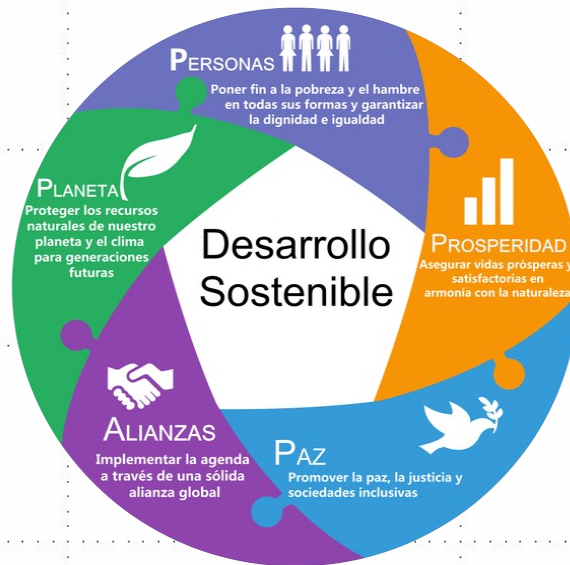 PERSONAS
Poner fin a la pobreza y el hambre
en todas sus formas y garantizar
la dignidad e igualdad
PROSPERIDAD
Asegurar vidas prósperas y
satisfactorias en
armonía con la naturaleza
PAZ
Promover la paz, la justicia y
sociedades inclusivas
ALIANZAS
Implementar la agenda
a través de una sólida
alianza global
PLANETA
Proteger los recursos
naturales de nuestro
planeta y el clima
para generaciones
futuras
Desarrollo
Sostenible